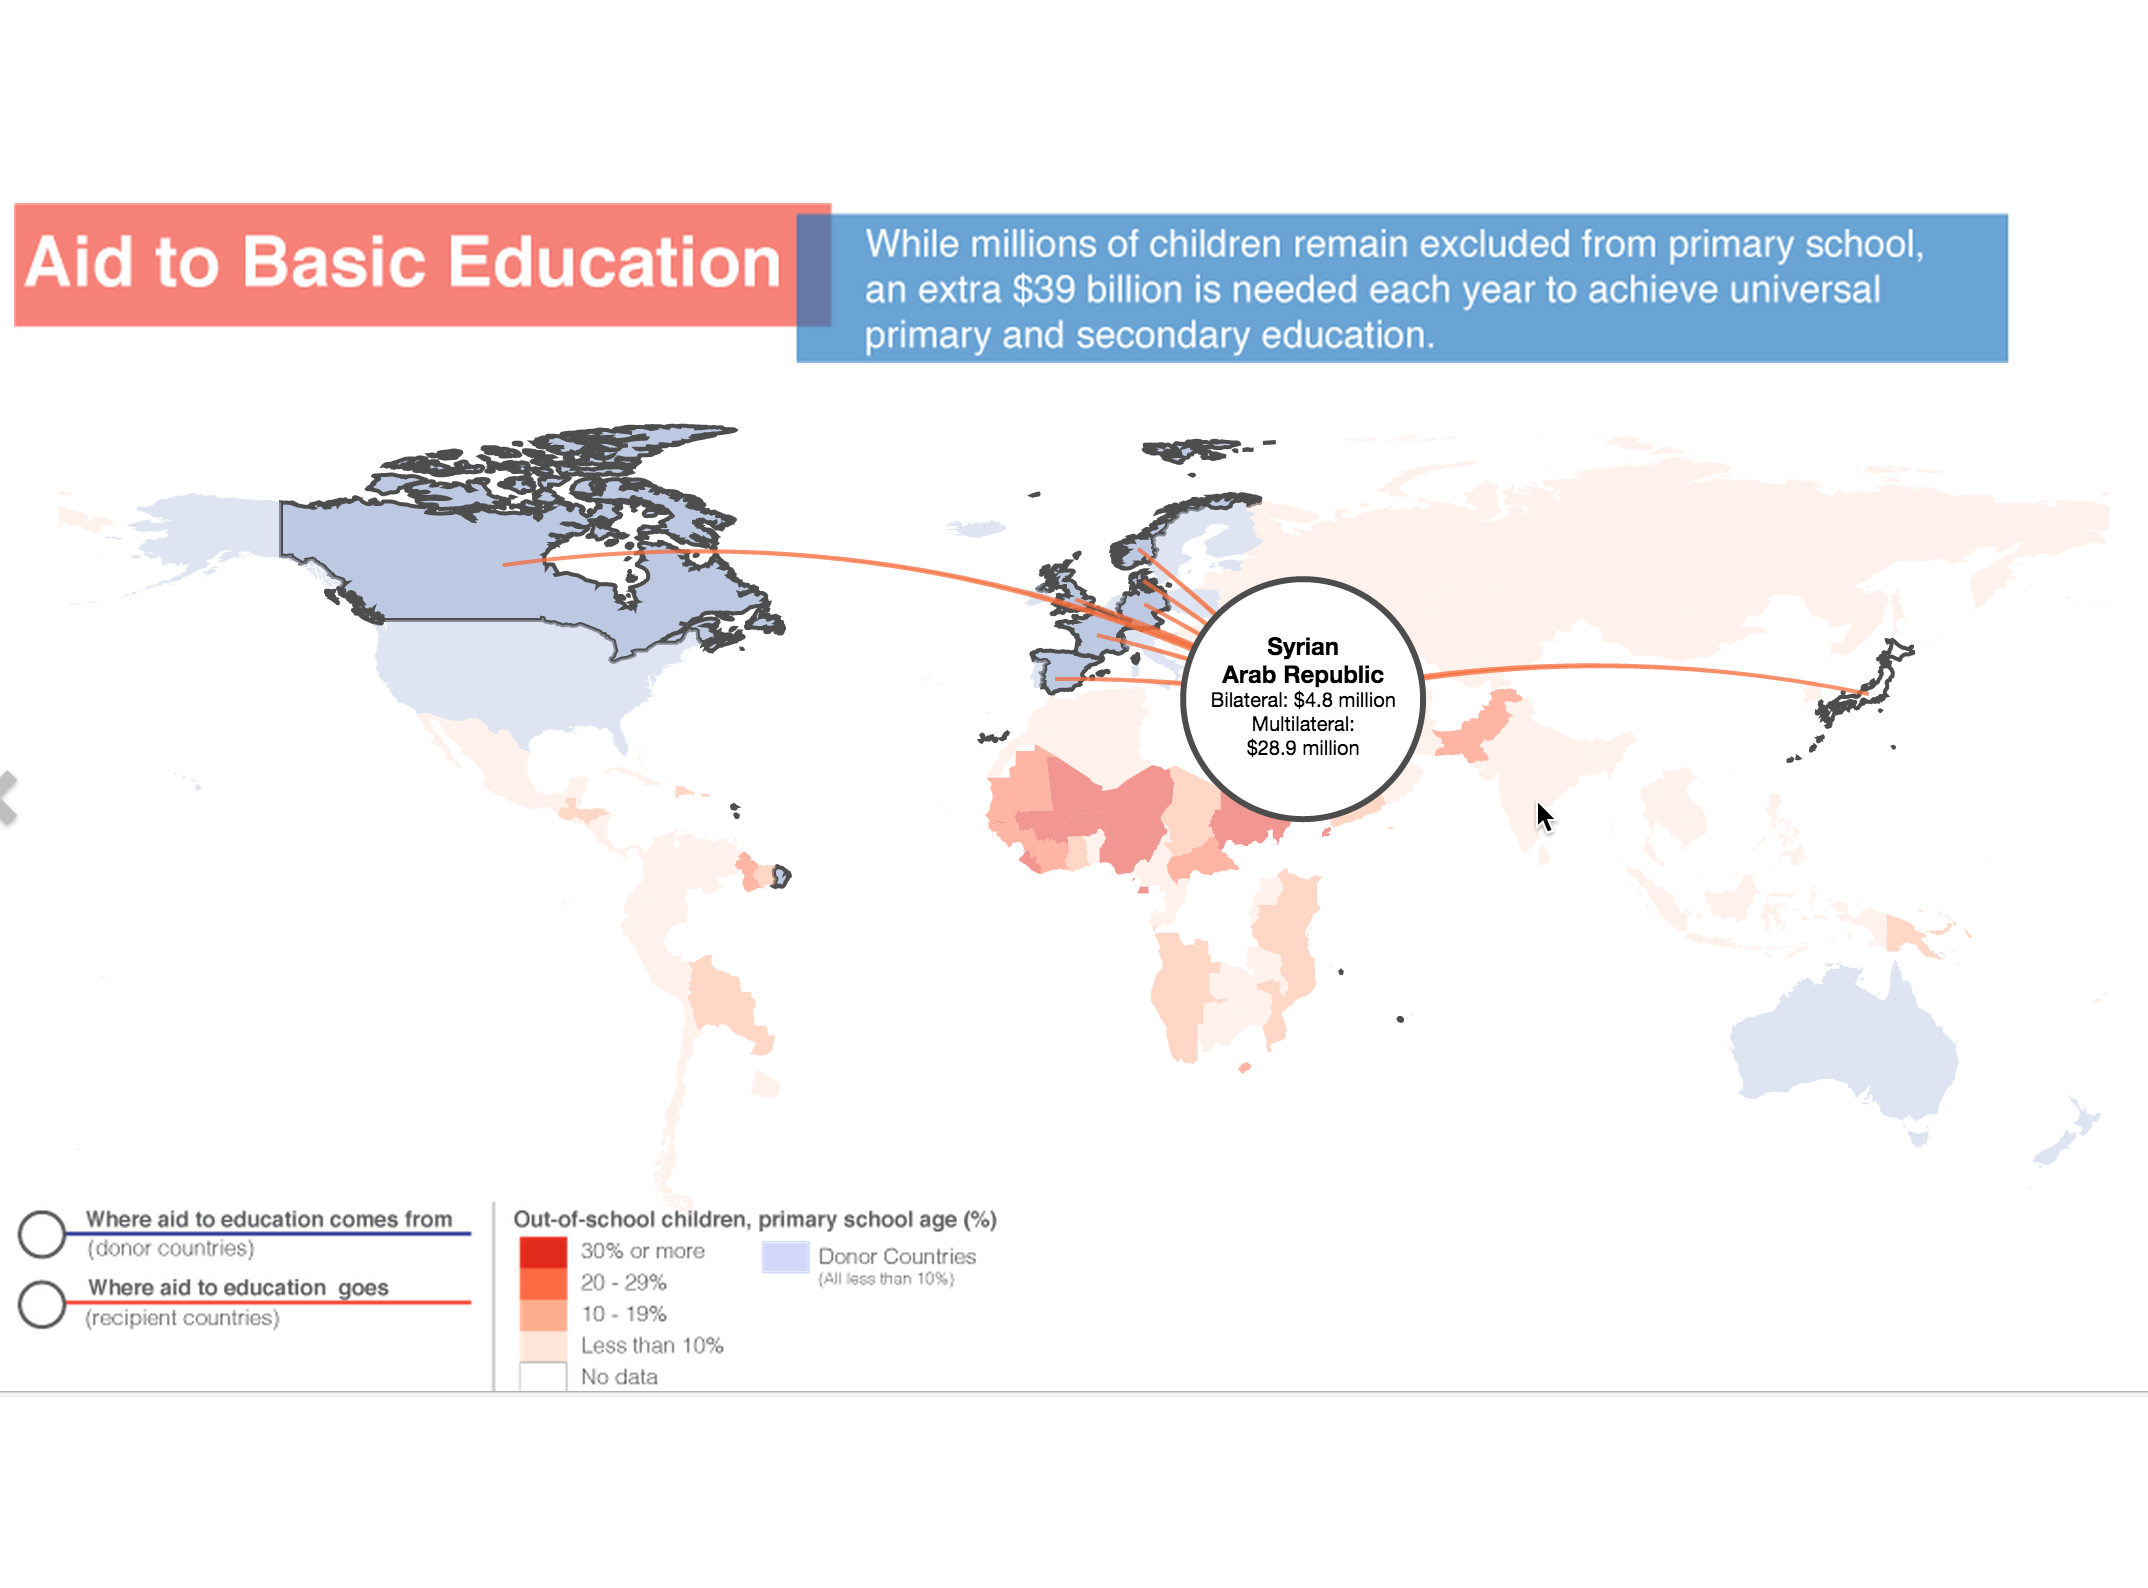 Aid to Basic Education
While millions of children remain excluded from primary school,
an extra $39 billion is needed each year to achieve universal
primary and secondary education.
Syrian
Arab Republic
Bilateral: $4.8 million
Multilateral:
$28.9 million
Where aid to education comes from
(donor countries)
Where aid to education goes
(recipient countries)
Out-of-school children, primary school age (%)
30% or more
20 - 29%
10 - 19%
Less than 10%
No data
Donor Countries
(All less than 10%)